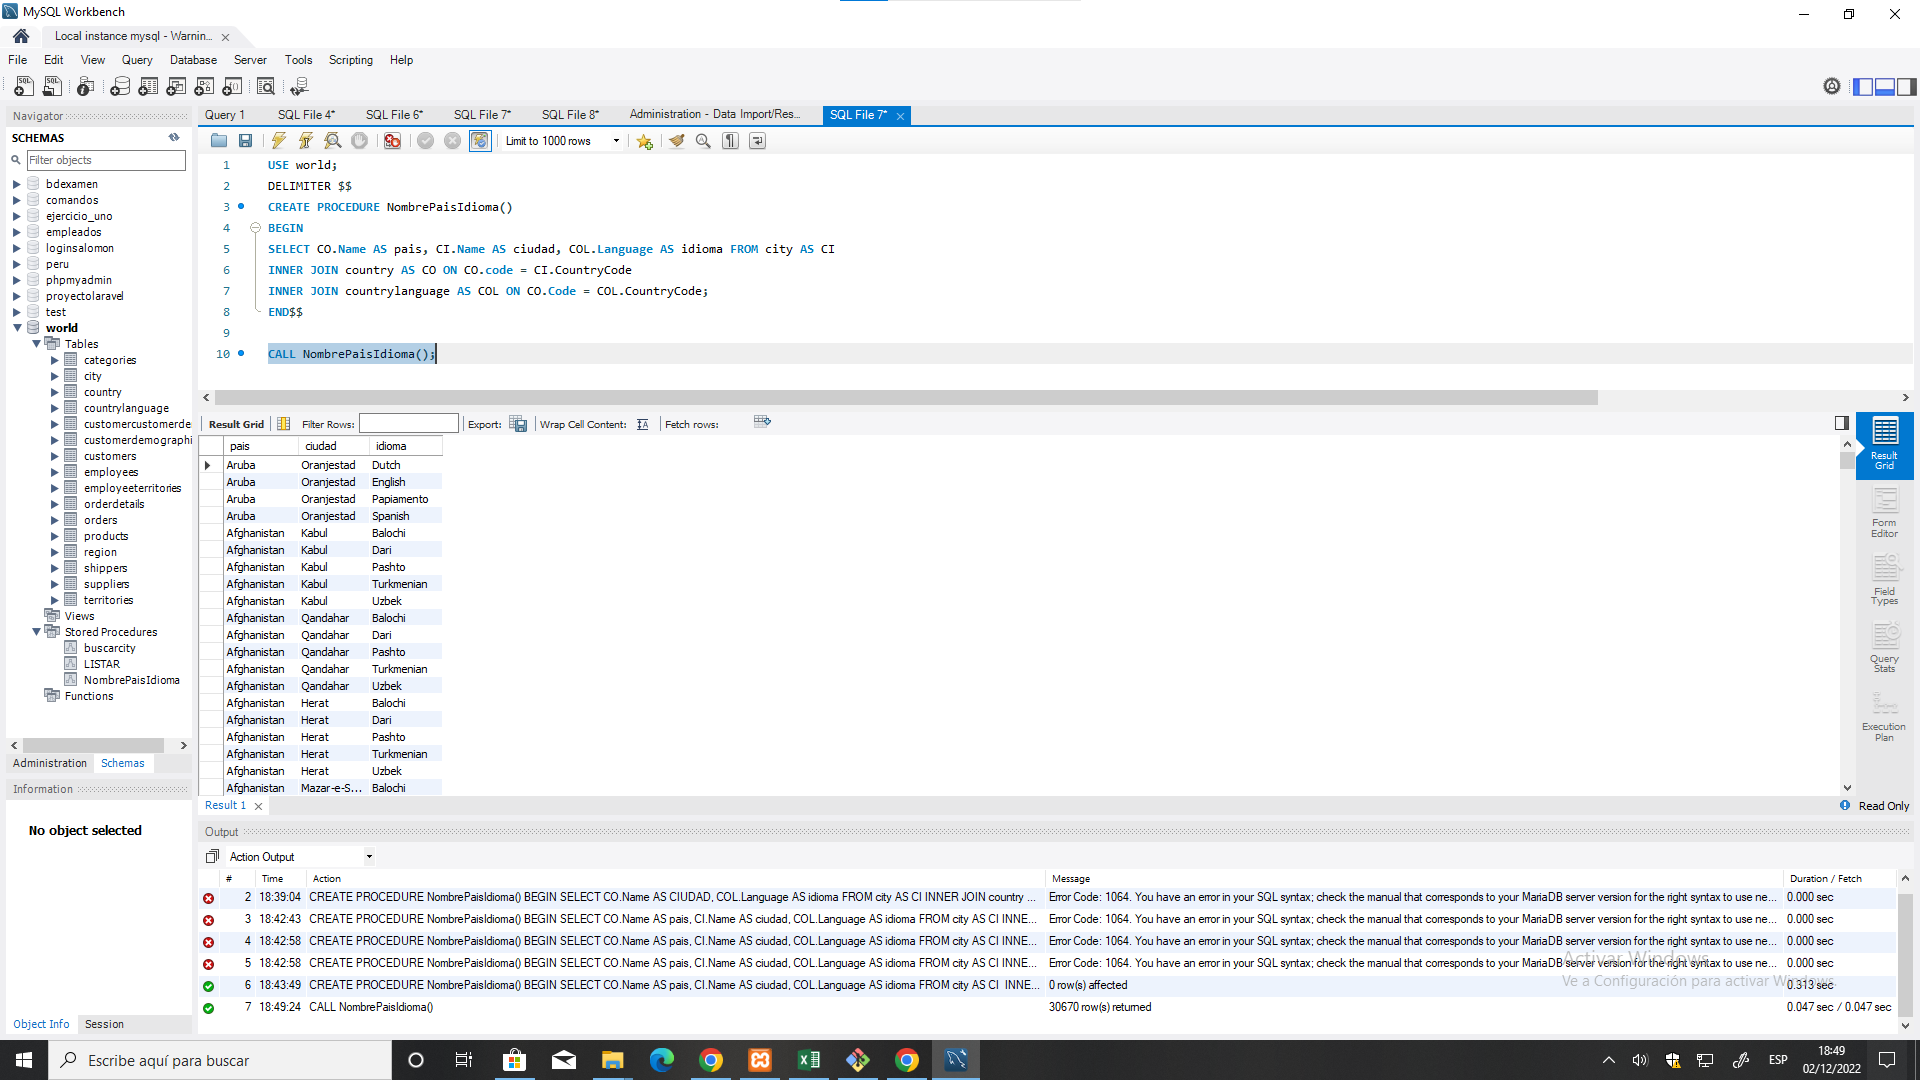 MySQL Workbench
Local instance mysql - Warnin...
File Edit View Query Database Server Tools Scripting Help
Navigator
SCHEMAS
Filter objects
bdexamen
comandos
ejercicio_uno
empleados
loginsalomon
peru
phpmyadmin
proyectolaravel
test
world
Tables
categories
city
country
countrylanguage
customercustomerde
customerdemographi
customers
employees
employeeterritories
orderdetails
orders
products
region
shippers
suppliers
territories
Views
Stored Procedures
buscarcity
LISTAR
NombrePaisIdioma
Functions
Administration Schemas
Information
No object selected
Object Info Session
Query 1 SQL File 4* SQL File 6* SQL File 7* SQL File 8* Administration - Data Import/Res... SQL File 7*
Limit to 1000 rows
1 USE world;
2 DELIMITER $$
3 CREATE PROCEDURE NombrePaisIdioma()
4 BEGIN
5 SELECT CO.Name AS pais, CI.Name AS ciudad, COL.Language AS idioma FROM city AS CI
6 INNER JOIN country AS CO ON CO.code = CI.CountryCode
7 INNER JOIN countrylanguage AS COL ON CO.Code = COL.CountryCode;
8 END$$
9
10 CALL NombrePaisIdioma();
Result Grid Filter Rows: Export: Wrap Cell Content: Fetch rows:
pais ciudad idioma
Aruba Oranjestad Dutch
Aruba Oranjestad English
Aruba Oranjestad Papiamento
Aruba Oranjestad Spanish
Afghanistan Kabul Balochi
Afghanistan Kabul Dari
Afghanistan Kabul Pashto
Afghanistan Kabul Turkmenian
Afghanistan Kabul Uzbek
Afghanistan Qandahar Balochi
Afghanistan Qandahar Dari
Afghanistan Qandahar Pashto
Afghanistan Qandahar Turkmenian
Afghanistan Qandahar Uzbek
Afghanistan Herat Balochi
Afghanistan Herat Dari
Afghanistan Herat Pashto
Afghanistan Herat Turkmenian
Afghanistan Herat Uzbek
Afghanistan Mazar-e-S... Balochi
Result Grid
Form Editor
Field Types
Query Stats
Execution Plan
Result 1
Read Only
Output
Action Output
# Time Action Message Duration / Fetch
2 18:39:04 CREATE PROCEDURE NombrePaisIdioma() BEGIN SELECT CO.Name AS CIUDAD, COL.Language AS idioma FROM city AS CI INNER JOIN country ... Error Code: 1064. You have an error in your SQL syntax; check the manual that corresponds to your MariaDB server version for the right syntax to use ne... 0.000 sec
3 18:42:43 CREATE PROCEDURE NombrePaisIdioma() BEGIN SELECT CO.Name AS pais, CI.Name AS ciudad, COL.Language AS idioma FROM city AS CI INNE... Error Code: 1064. You have an error in your SQL syntax; check the manual that corresponds to your MariaDB server version for the right syntax to use ne... 0.000 sec
4 18:42:58 CREATE PROCEDURE NombrePaisIdioma() BEGIN SELECT CO.Name AS pais, CI.Name AS ciudad, COL.Language AS idioma FROM city AS CI INNE... Error Code: 1064. You have an error in your SQL syntax; check the manual that corresponds to your MariaDB server version for the right syntax to use ne... 0.000 sec
5 18:42:58 CREATE PROCEDURE NombrePaisIdioma() BEGIN SELECT CO.Name AS pais, CI.Name AS ciudad, COL.Language AS idioma FROM city AS CI INNE... Error Code: 1064. You have an error in your SQL syntax; check the manual that corresponds to your MariaDB server version for the right syntax to use ne... 0.000 sec
6 18:43:49 CREATE PROCEDURE NombrePaisIdioma() BEGIN SELECT CO.Name AS pais, CI.Name AS ciudad, COL.Language AS idioma FROM city AS CI INNE... 0 row(s) affected 0.313 sec
7 18:49:24 CALL NombrePaisIdioma() 30670 row(s) returned 0.047 sec / 0.047 sec
Activar Windows
Ve a Configuración para activar Windows.
Escribe aquí para buscar
ESP
18:49
02/12/2022